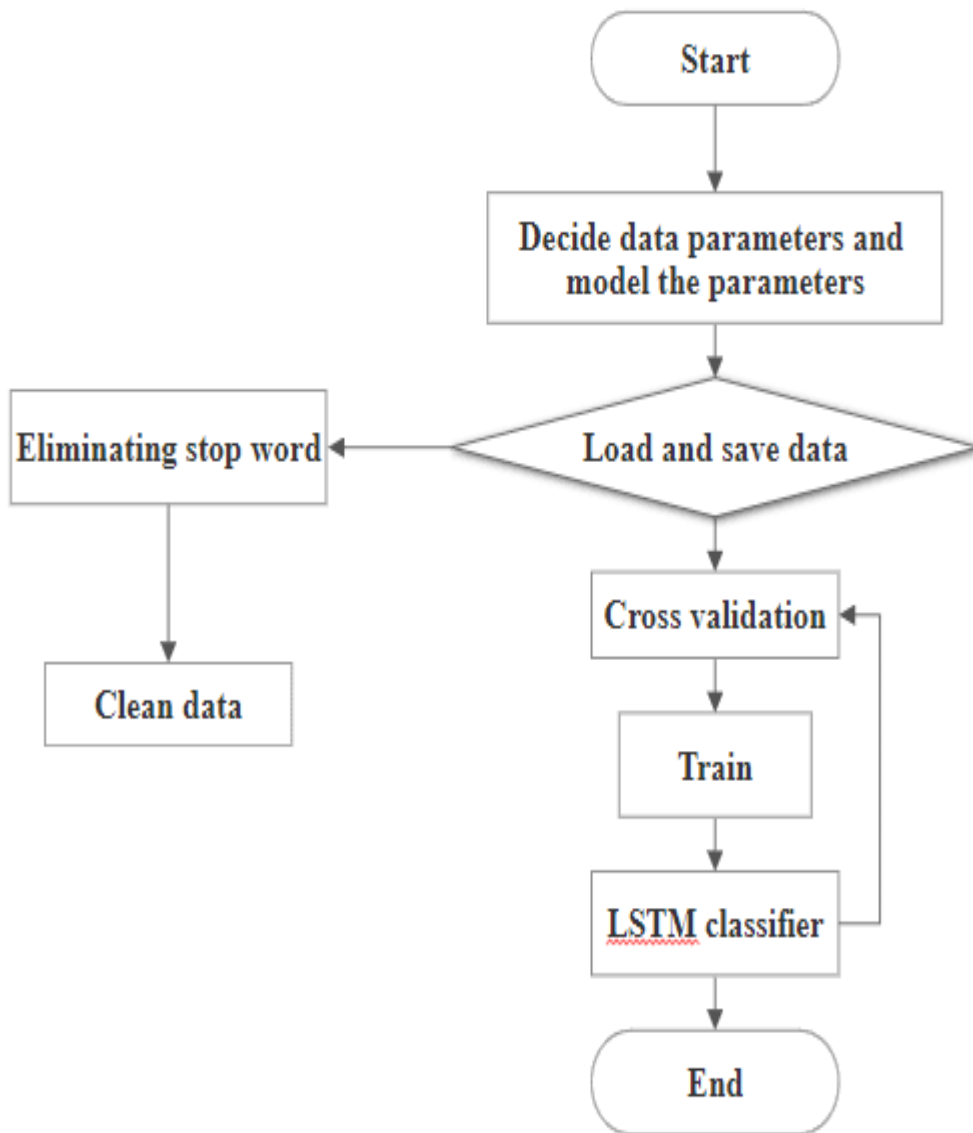 Start
Decide data parameters and
model the parameters
Load and save data
Eliminating stop word
Clean data
Cross validation
Train
LSTM classifier
End